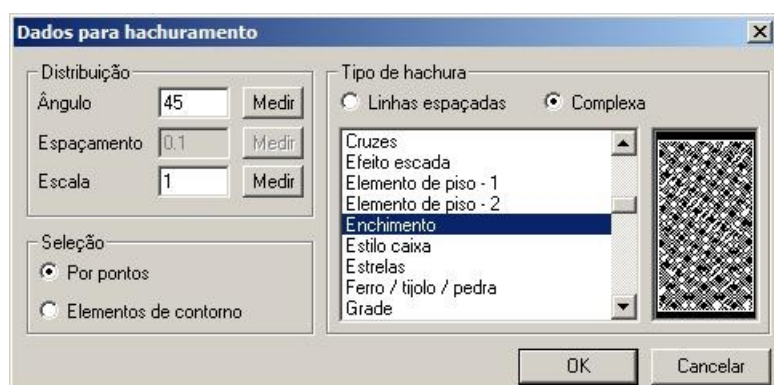 Dados para hachuramento
Distribuição
Ângulo 45 Medir
Espaçamento 0.1 Medir
Escala 1 Medir
Seleção
Por pontos
Elementos de contorno
Tipo de hachura
Linhas espaçadas Complexa
Cruzes
Efeito escada
Elemento de piso - 1
Elemento de piso - 2
Enchimento
Estilo caixa
Estrelas
Ferro / tijolo / pedra
Grade
OK Cancelar